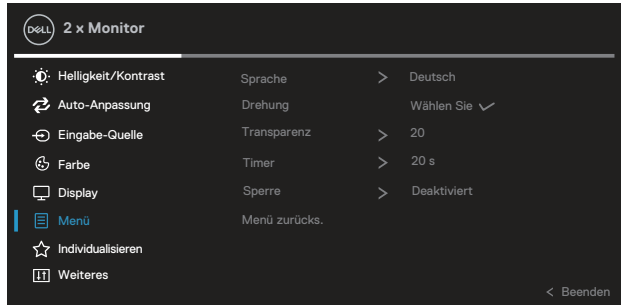 DELL 2 x Monitor
Helligkeit/Kontrast Sprache > Deutsch
Auto-Anpassung Drehung Wählen Sie ✓
Eingabe-Quelle Transparenz > 20
Farbe Timer > 20 s
Display Sperre > Deaktiviert
Menü Menü zurücks.
Individualisieren
Weiteres
< Beenden